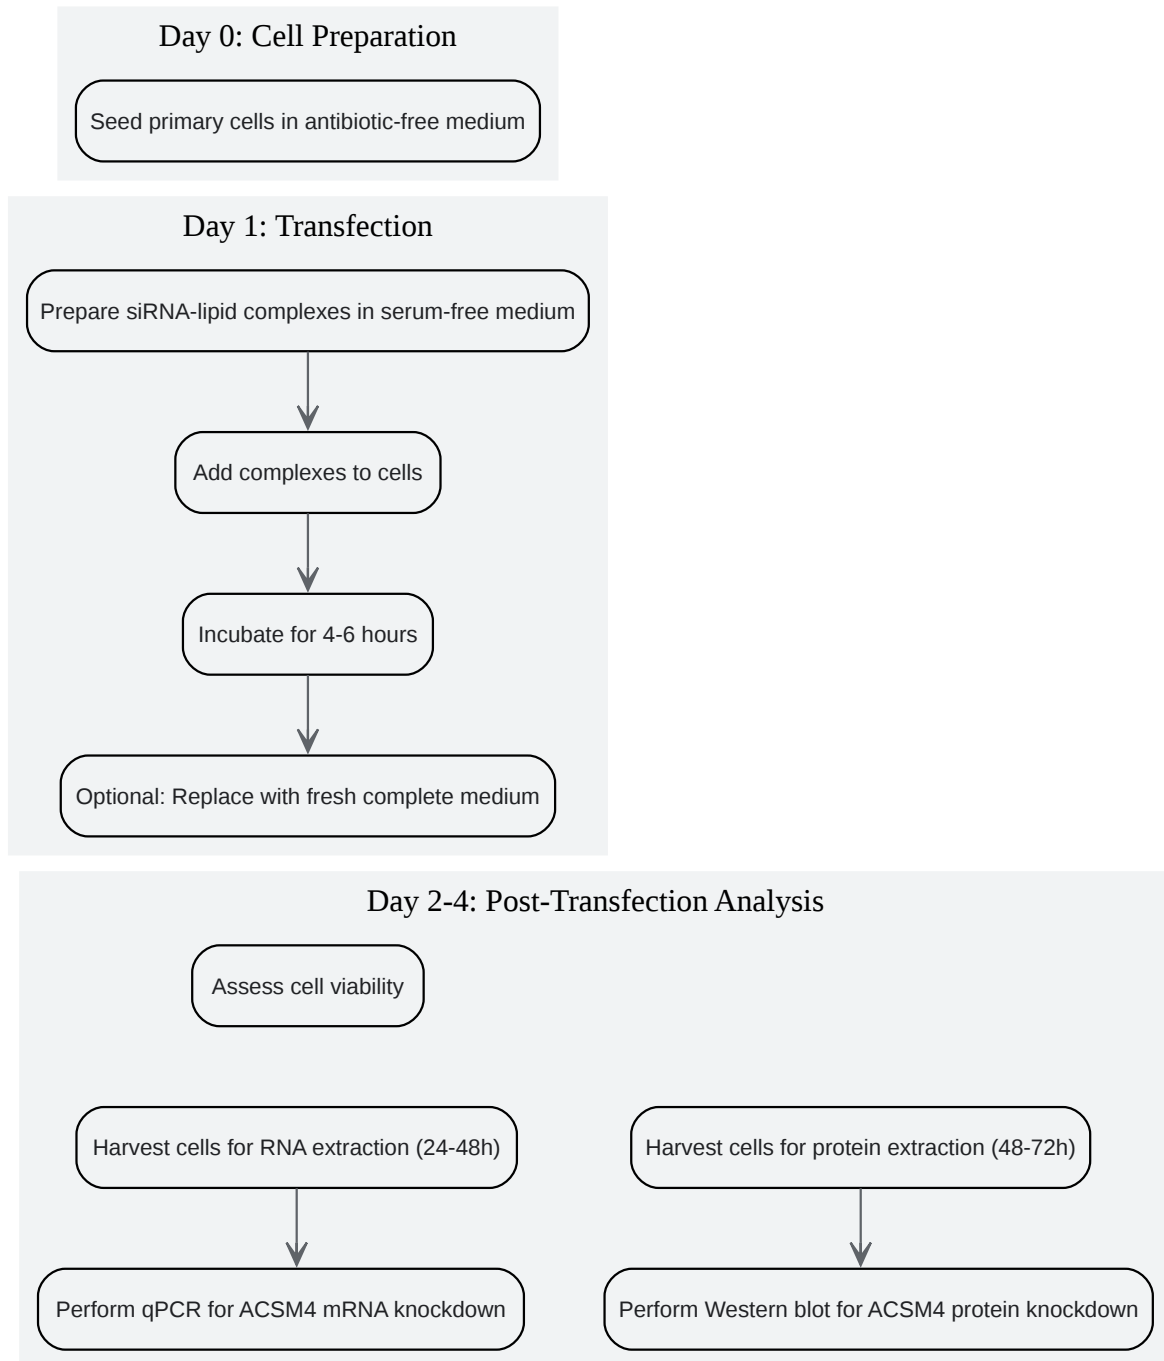 Day 0: Cell Preparation
Seed primary cells in antibiotic-free medium
Day 1: Transfection
Prepare siRNA-lipid complexes in serum-free medium
Add complexes to cells
Incubate for 4-6 hours
Optional: Replace with fresh complete medium
Day 2-4: Post-Transfection Analysis
Assess cell viability
Harvest cells for RNA extraction (24-48h)
Harvest cells for protein extraction (48-72h)
Perform qPCR for ACSM4 mRNA knockdown
Perform Western blot for ACSM4 protein knockdown